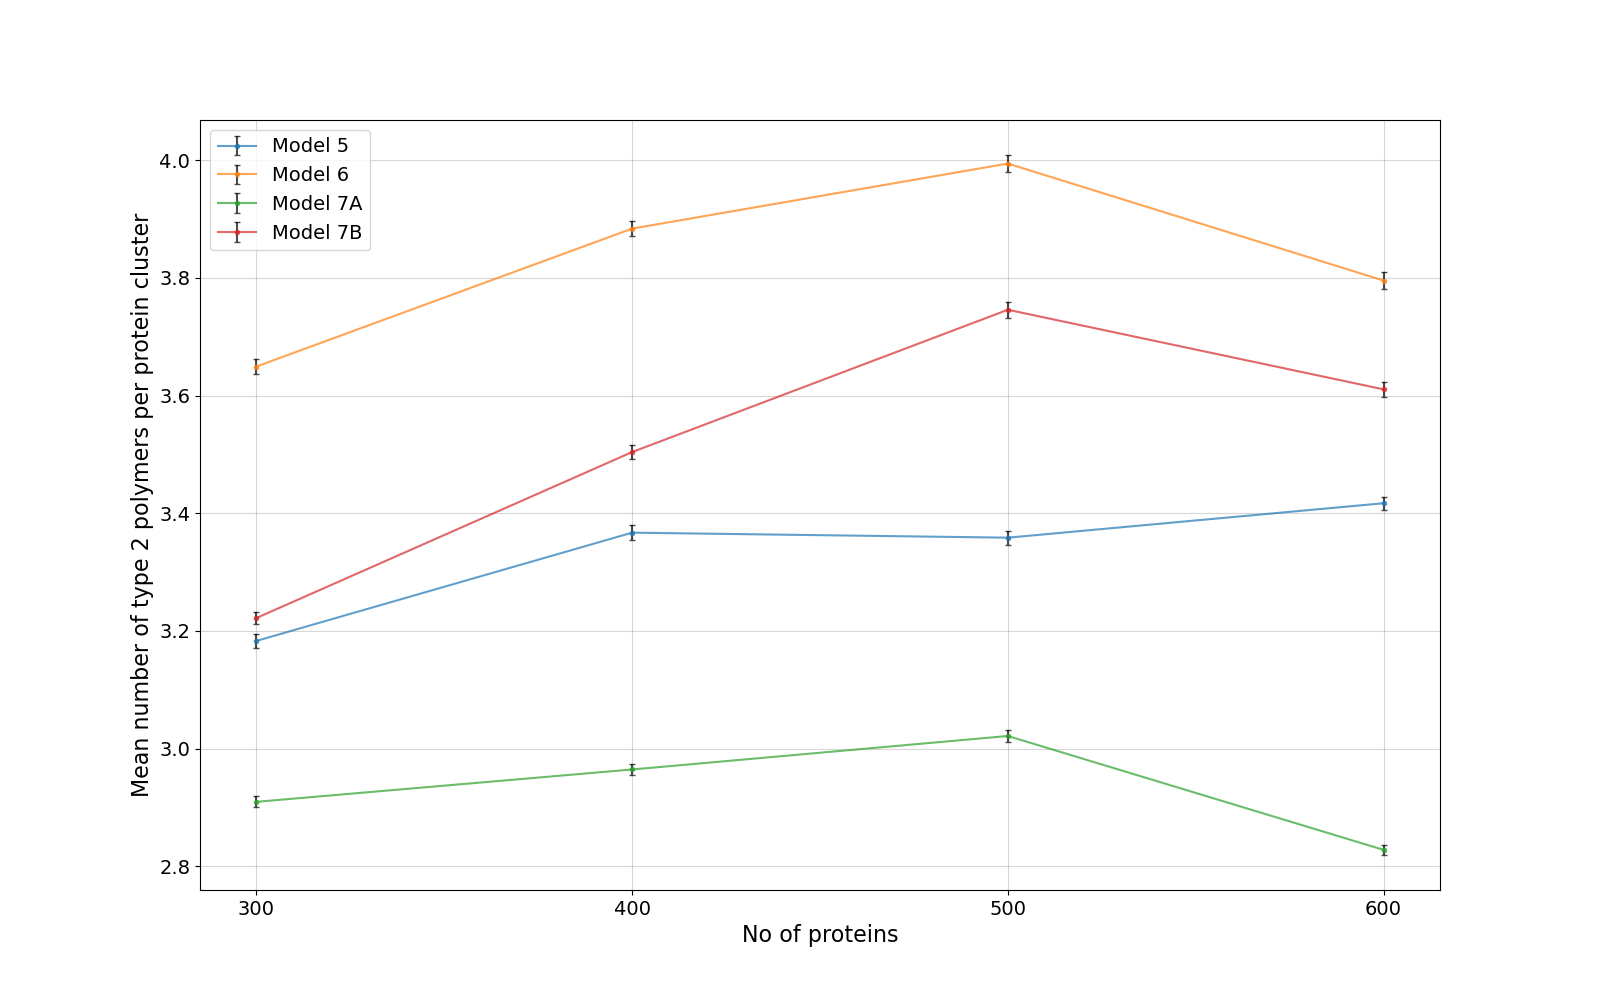 Model 5
Model 6
Model 7A
Model 7B
4.0
3.8
3.6
3.4
3.2
3.0
2.8
Mean number of type 2 polymers per protein cluster
300 400 500 600
No of proteins